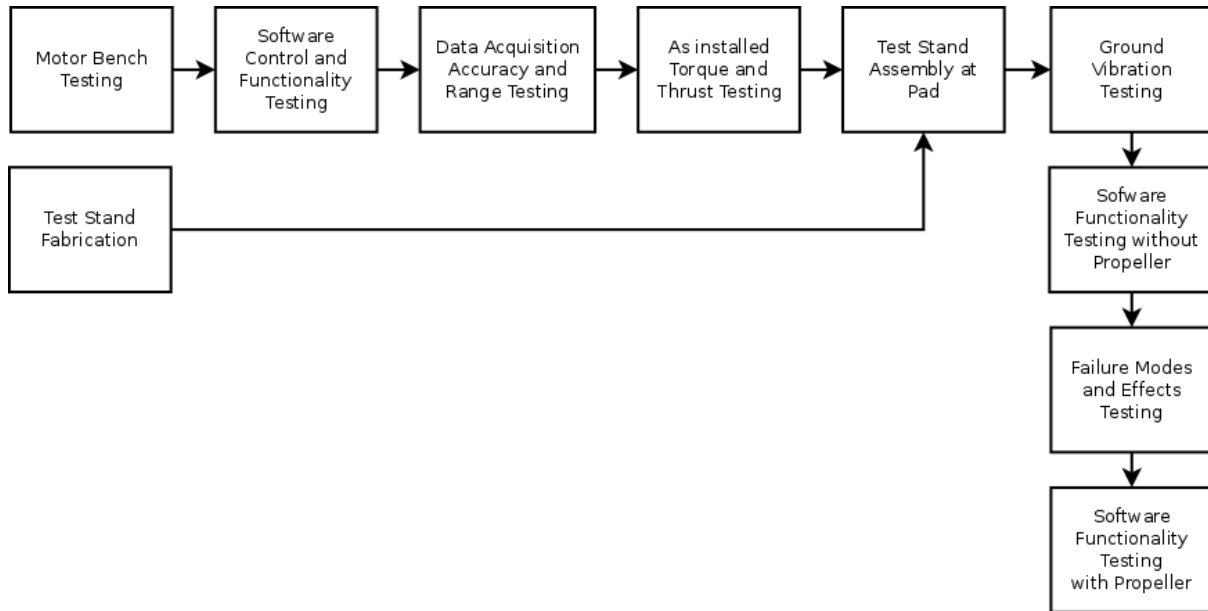 Motor Bench
Testing
Software
Control and
Functionality
Testing
Data Acquisition
Accuracy and
Range Testing
As installed
Torque and
Thrust Testing
Test Stand
Assembly at
Pad
Ground
Vibration
Testing
Test Stand
Fabrication
Sofware
Functionality
Testing without
Propeller
Failure Modes
and Effects
Testing
Software
Functionality
Testing
with Propeller